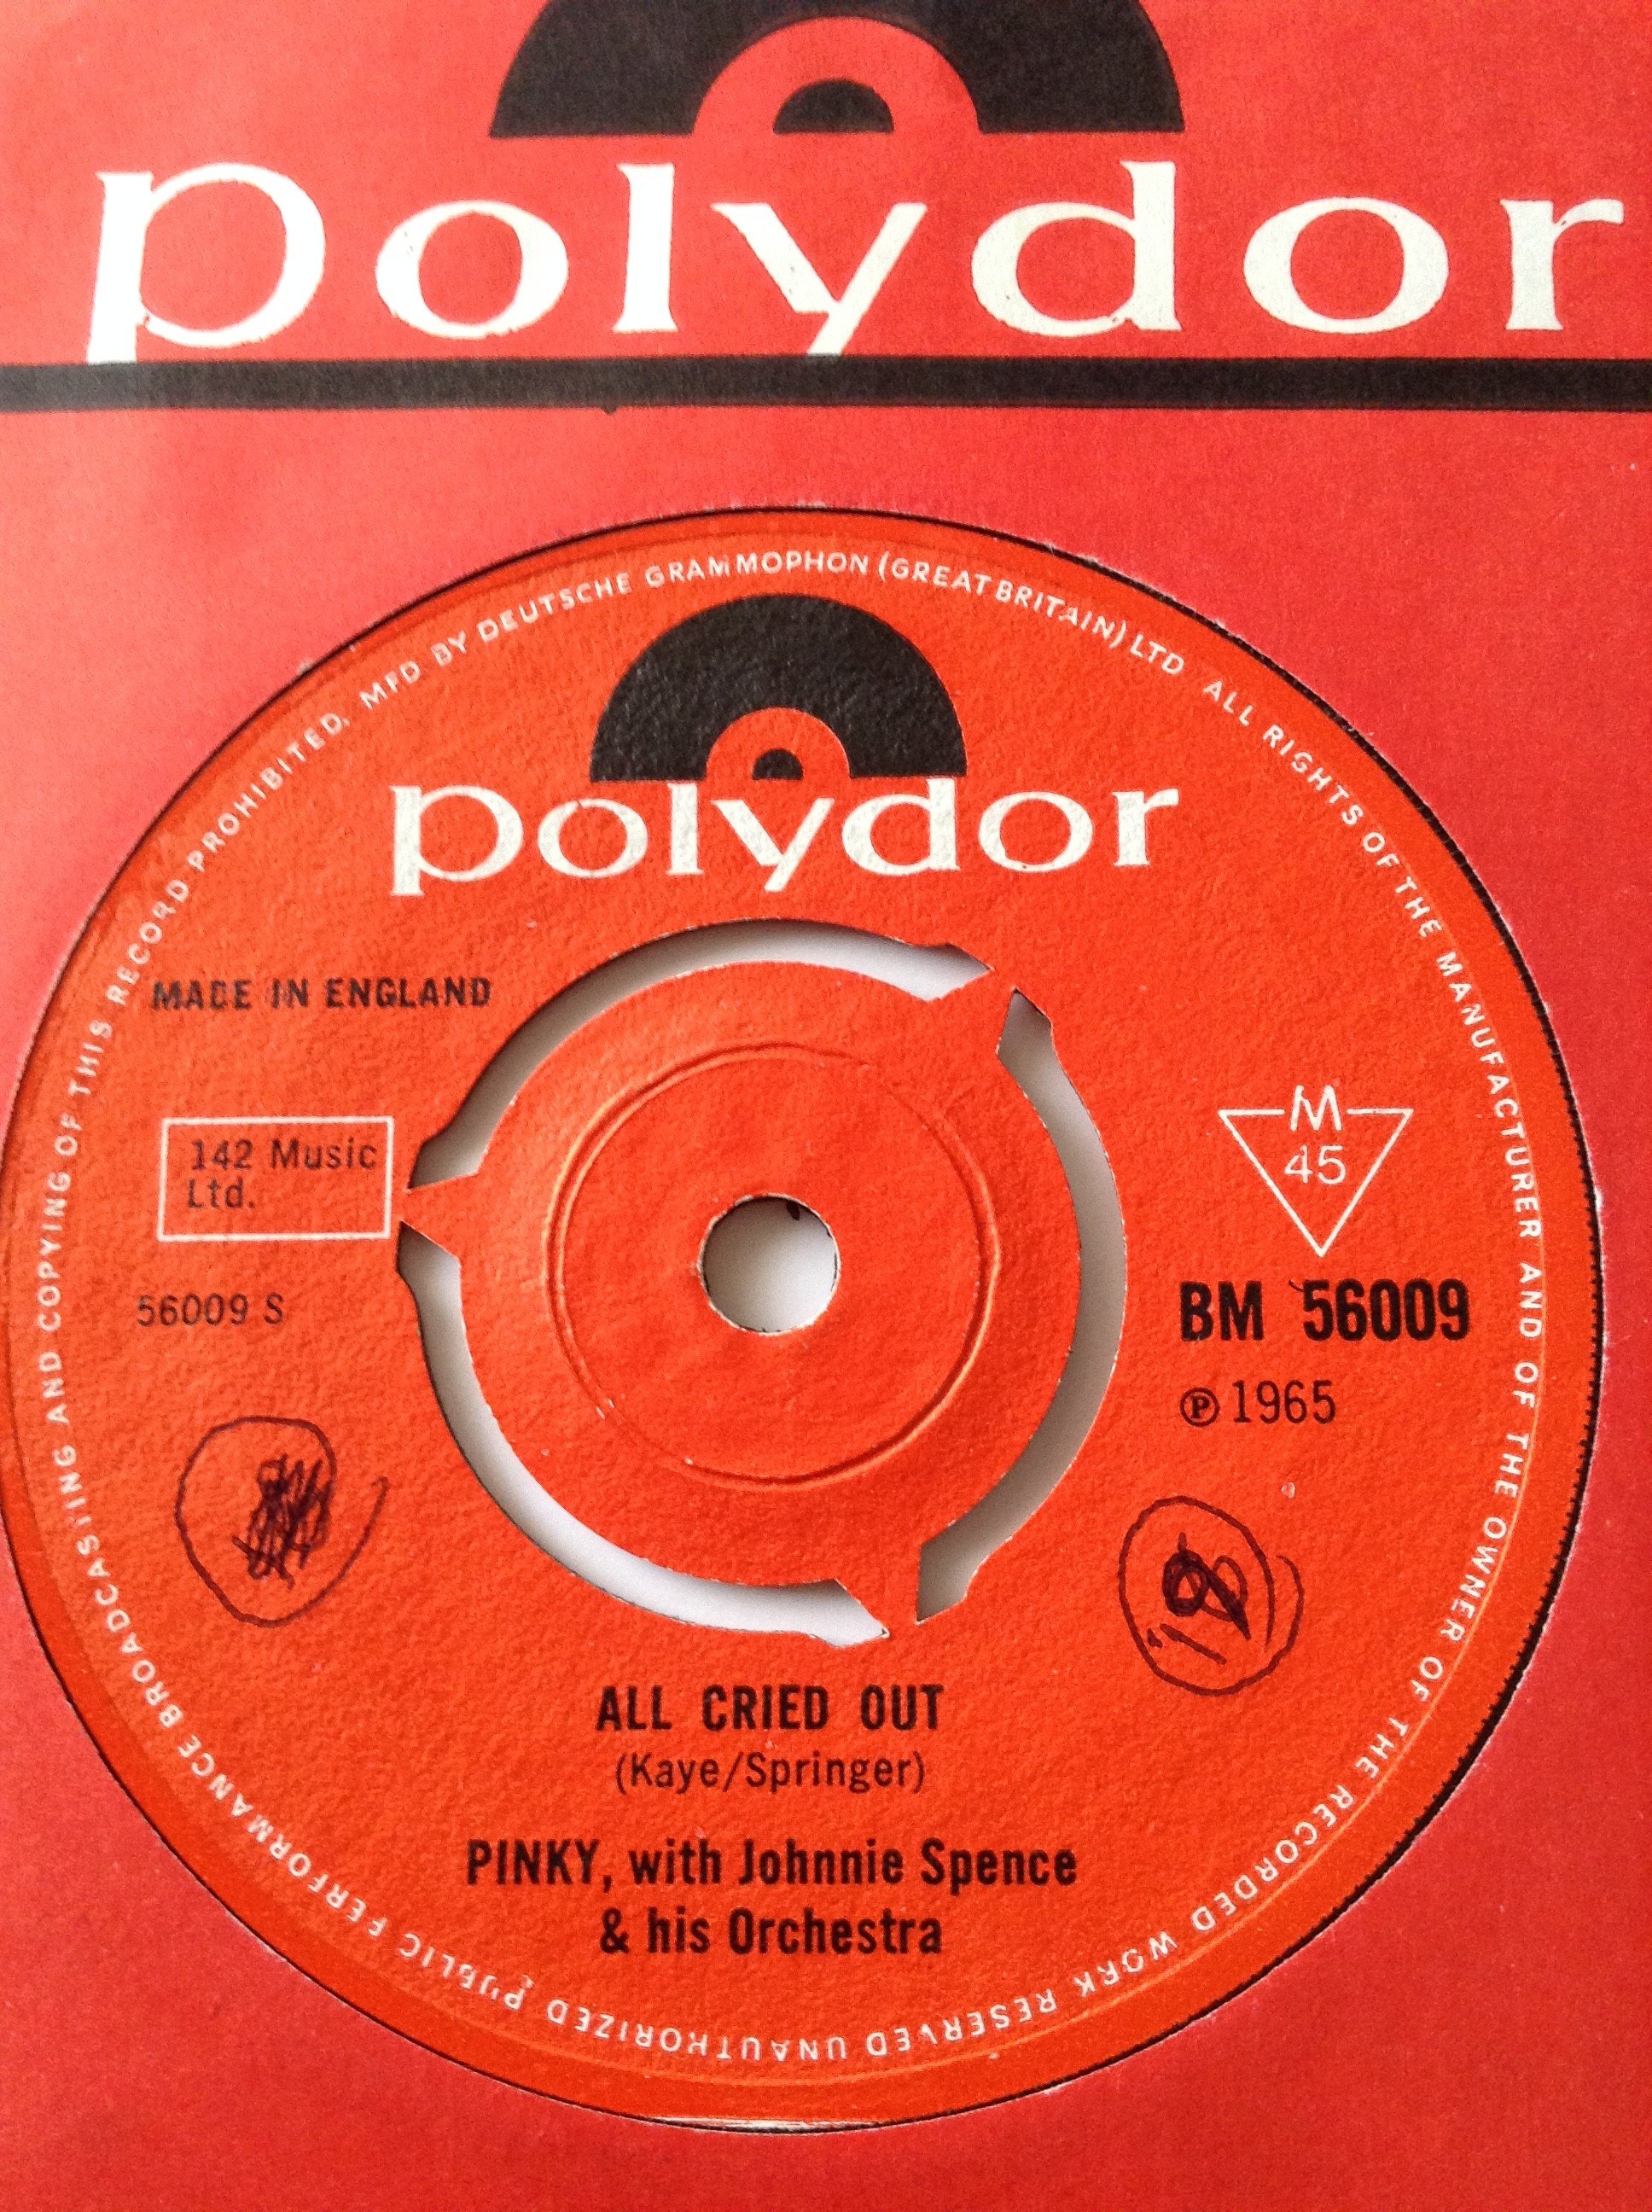 polydor
MFD BY DEUTSCHE GRAMMOPHON (GREAT BRITAIN) LTD ALL RIGHTS OF THE MANUFACTURER AND OF THE OWNER OF THE RECORDED WORK RESERVED UNAUTHORIZED PUBLIC PERFORMANCE BROADCASTING AND COPYING OF THIS RECORD PROHIBITED.
polydor
MADE IN ENGLAND
142 Music
Ltd.
M
45
56009 S
BM 56009
℗ 1965
ALL CRIED OUT
(Kaye/Springer)
PINKY, with Johnnie Spence
& his Orchestra